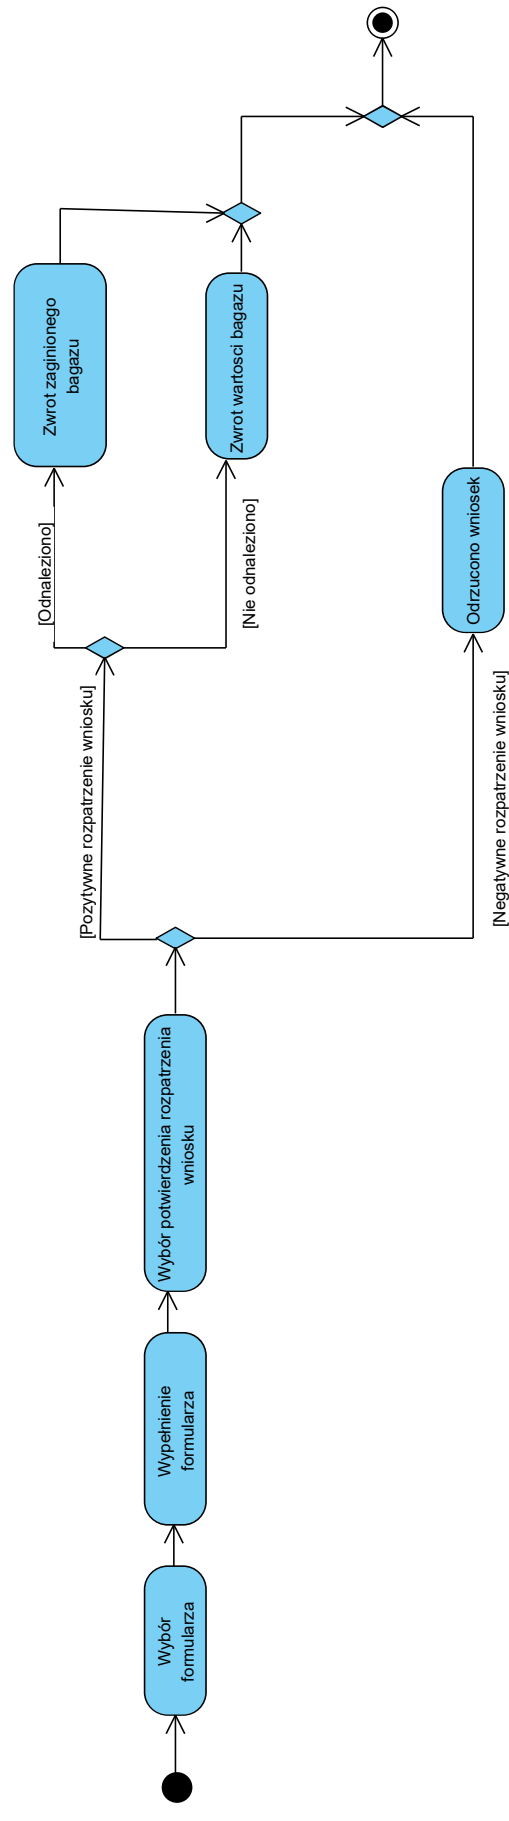 Wybór
formularza
Wypełnienie
formularza
Wybór potwierdzenia rozpatrzenia
wniosku
[Pozytywne rozpatrzenie wniosku]
[Negatywne rozpatrzenie wniosku]
[Odnaleziono]
[Nie odnaleziono]
Zwrot zaginionego
bagazu
Zwrot wartosci bagazu
Odrzucono wniosek